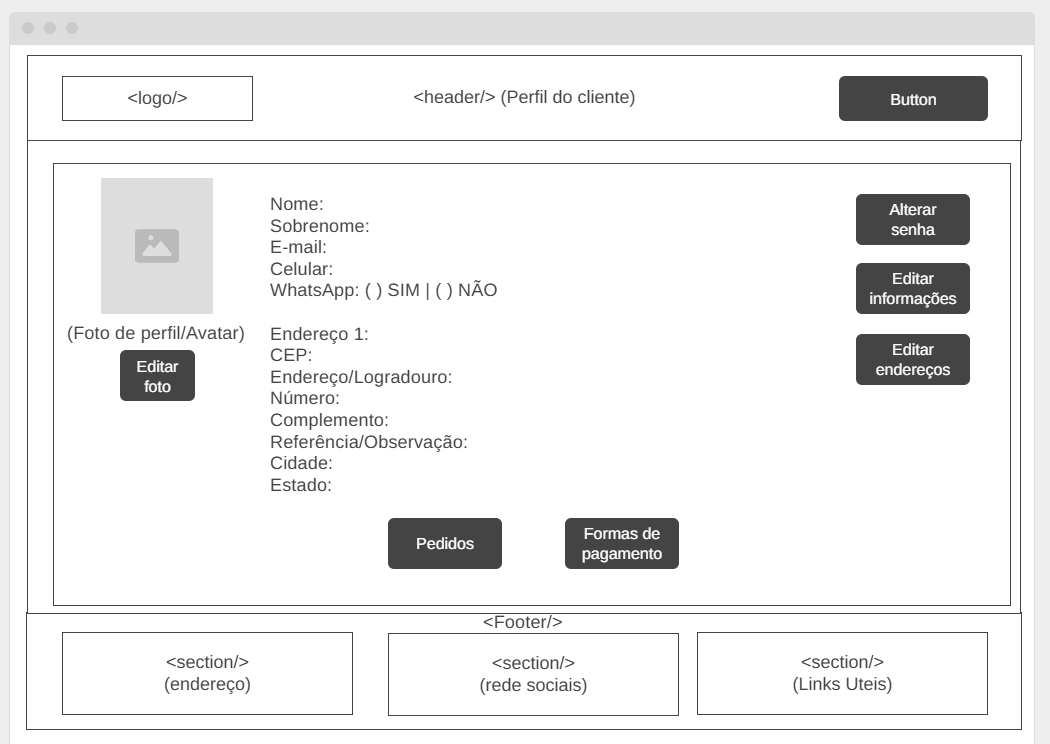 <logo/>
<header/> (Perfil do cliente)
Button
(Foto de perfil/Avatar)
Editar
foto
Nome:
Sobrenome:
E-mail:
Celular:
WhatsApp: ( ) SIM | ( ) NÃO
Endereço 1:
CEP:
Endereço/Logradouro:
Número:
Complemento:
Referência/Observação:
Cidade:
Estado:
Alterar
senha
Editar
informações
Editar
endereços
Pedidos
Formas de
pagamento
<Footer/>
<section/>
(endereço)
<section/>
(rede sociais)
<section/>
(Links Uteis)